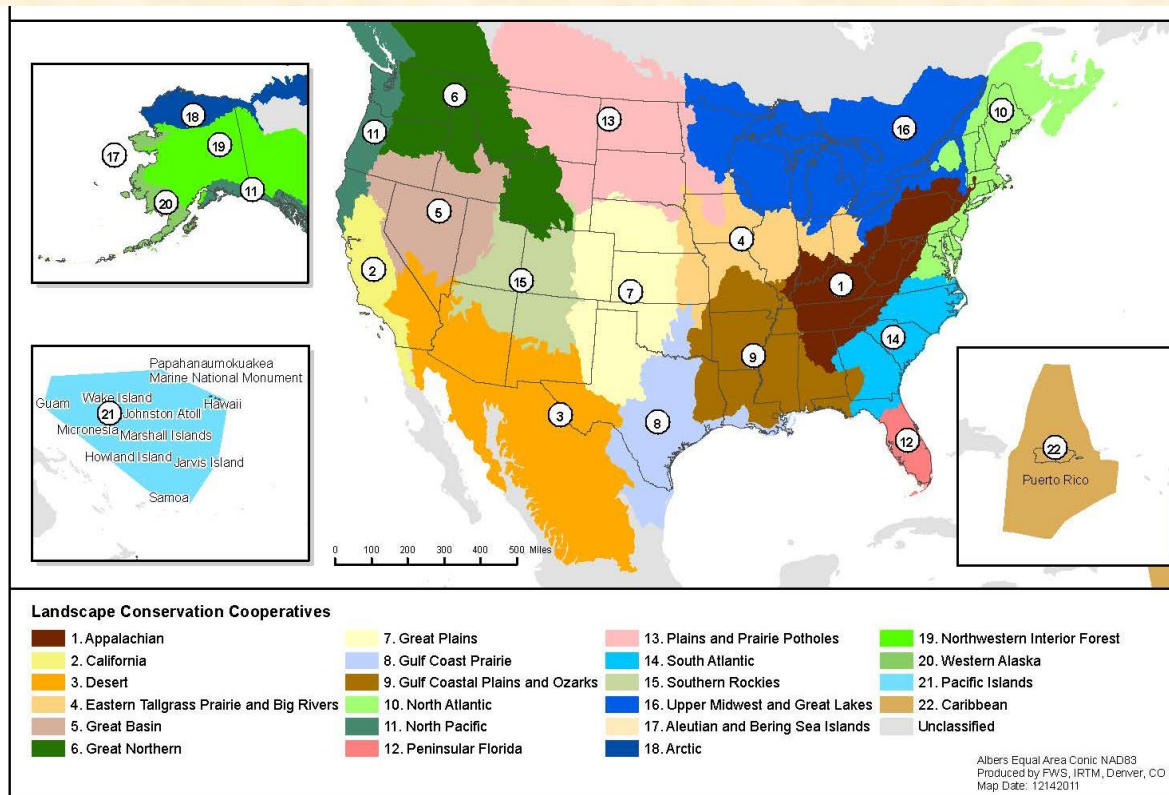 6
13
10
11
16
18
19
17
11
20
5
4
2
15
1
7
14
9
Papahanaumokuakea
Marine National Monument
Guam
Wake Island
Hawaii
21
Johnston Atoll
Micronesia
Marshall Islands
Howland Island
Jarvis Island
Samoa
3
8
12
22
Puerto Rico
0 100 200 300 400 500 Miles
Landscape Conservation Cooperatives
1. Appalachian
2. California
3. Desert
4. Eastern Tallgrass Prairie and Big Rivers
5. Great Basin
6. Great Northern
7. Great Plains
8. Gulf Coast Prairie
9. Gulf Coastal Plains and Ozarks
10. North Atlantic
11. North Pacific
12. Peninsular Florida
13. Plains and Prairie Potholes
14. South Atlantic
15. Southern Rockies
16. Upper Midwest and Great Lakes
17. Aleutian and Bering Sea Islands
18. Arctic
19. Northwestern Interior Forest
20. Western Alaska
21. Pacific Islands
22. Caribbean
Unclassified
Albers Equal Area Conic NAD83
Produced by FWS, IRTM, Denver, CO
Map Date: 12142011